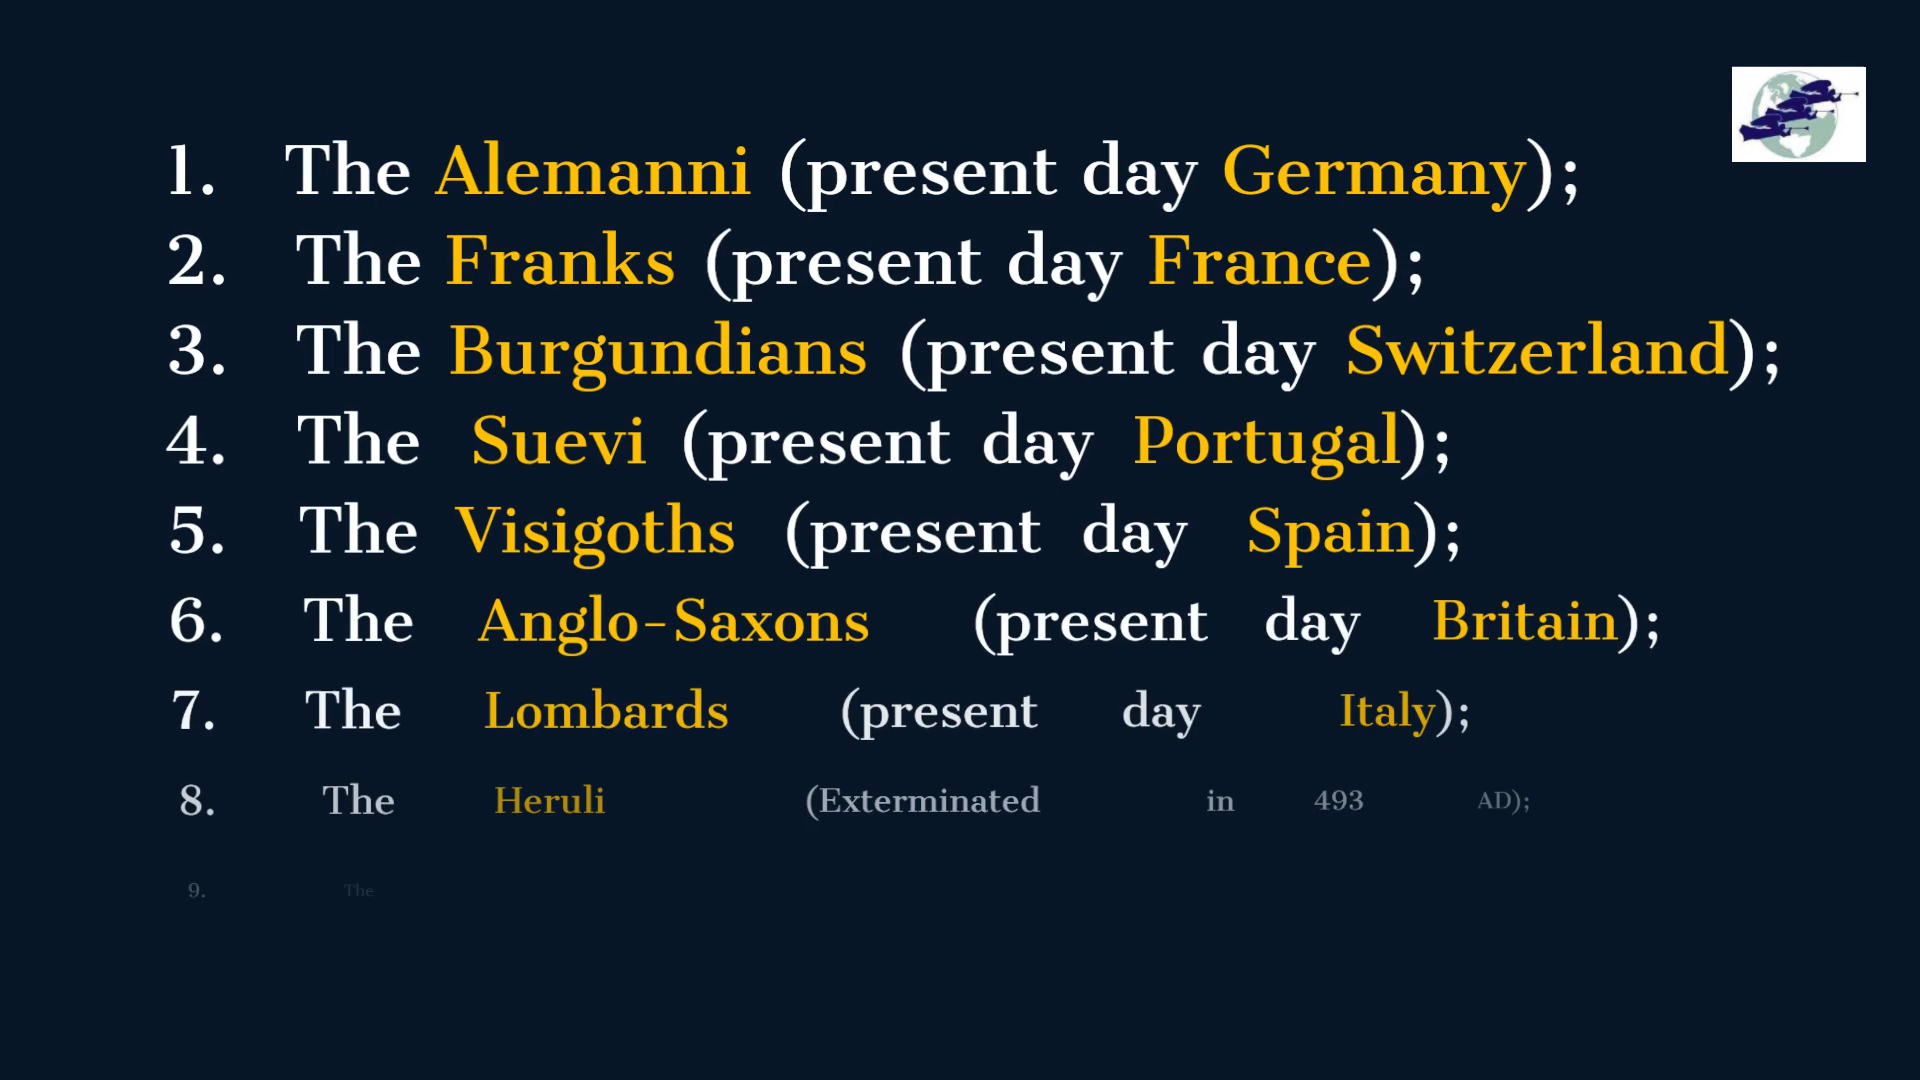 1. The Alemanni (present day Germany);
2. The Franks (present day France);
3. The Burgundians (present day Switzerland);
4. The Suevi (present day Portugal);
5. The Visigoths (present day Spain);
6. The Anglo-Saxons (present day Britain);
7. The Lombards (present day Italy);
8. The Heruli (Exterminated in 493 AD);
9. The